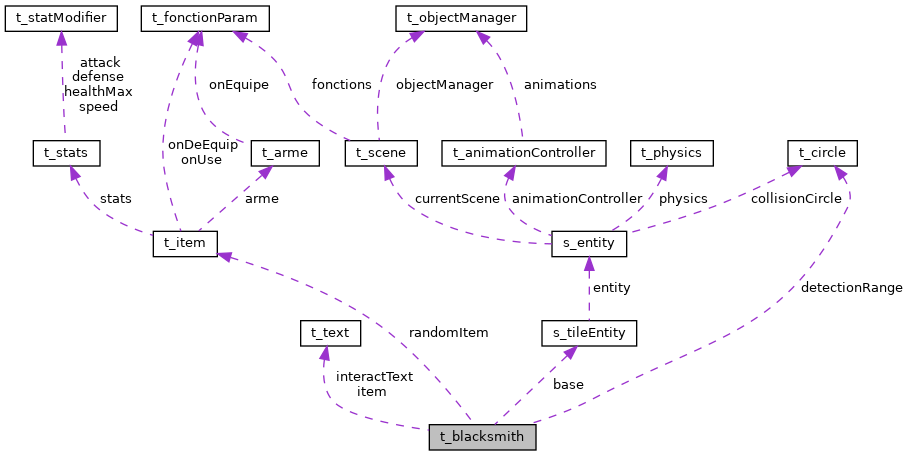 t_statModifier
t_fonctionParam
t_objectManager
attack
defense
healthMax
speed
onEquipe
fonctions
objectManager
animations
onDeEquip
onUse
t_stats
t_arme
t_scene
t_animationController
t_physics
t_circle
stats
arme
currentScene
animationController
physics
collisionCircle
t_item
s_entity
entity
detectionRange
t_text
randomItem
s_tileEntity
interactText
item
base
t_blacksmith